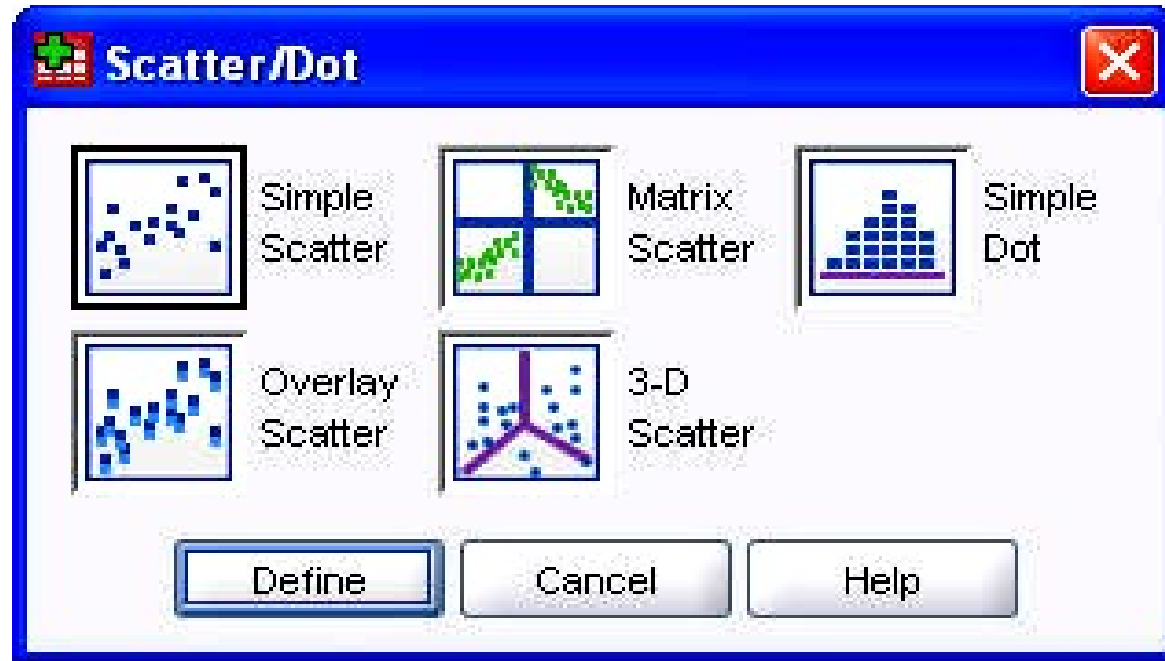 Scatter/Dot
Simple
Scatter
Matrix
Scatter
Simple
Dot
Overlay
Scatter
3-D
Scatter
Define
Cancel
Help